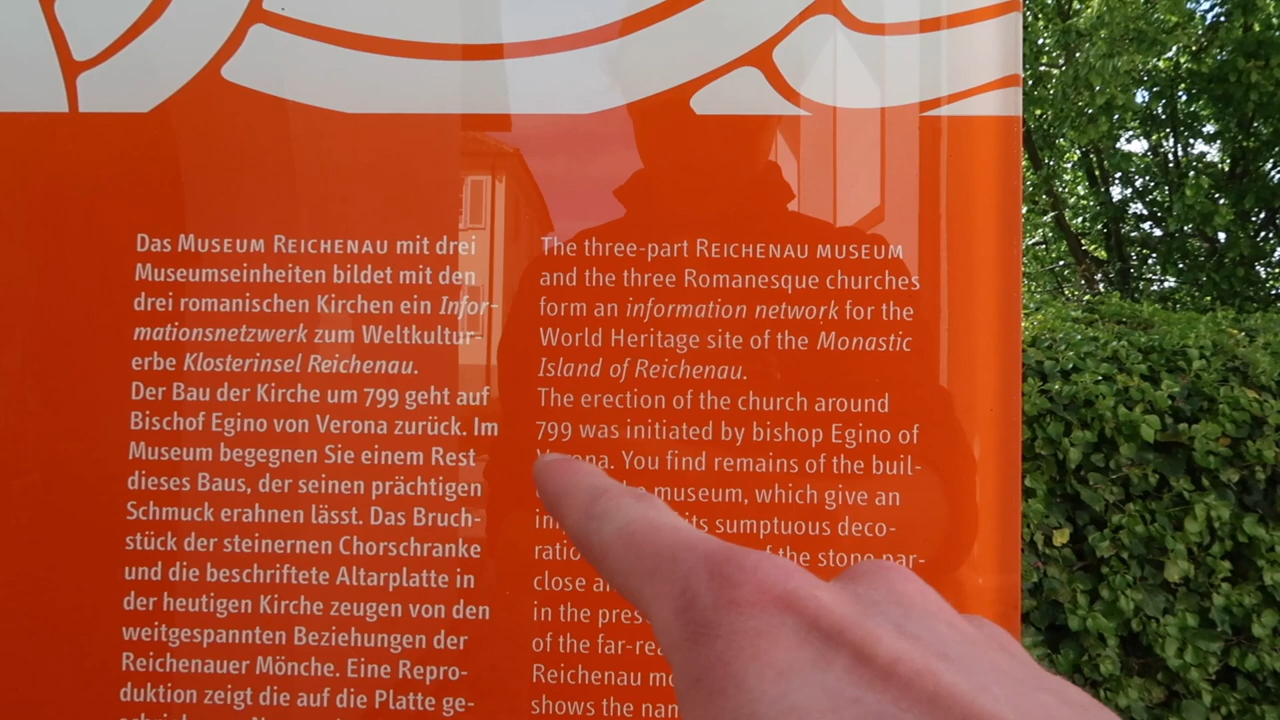 Das Museum Reichenau mit drei
Museumseinheiten bildet mit den
drei romanischen Kirchen ein Infor-
mationsnetzwerk zum Weltkultur-
erbe Klosterinsel Reichenau.
Der Bau der Kirche um 799 geht auf
Bischof Egino von Verona zurück. Im
Museum begegnen Sie einem Rest
dieses Baus, der seinen prächtigen
Schmuck erahnen lässt. Das Bruch-
stück der steinernen Chorschranke
und die beschriftete Altarplatte in
der heutigen Kirche zeugen von den
weitgespannten Beziehungen der
Reichenauer Mönche. Eine Repro-
duktion zeigt die auf die Platte ge-
The three-part Reichenau museum
and the three Romanesque churches
form an information network for the
World Heritage site of the Monastic
Island of Reichenau.
The erection of the church around
799 was initiated by bishop Egino of
Verona. You find remains of the buil-
museum, which give an
its sumptuous deco-
of the stone par-
close
in the
of the
Reichenau
shows the